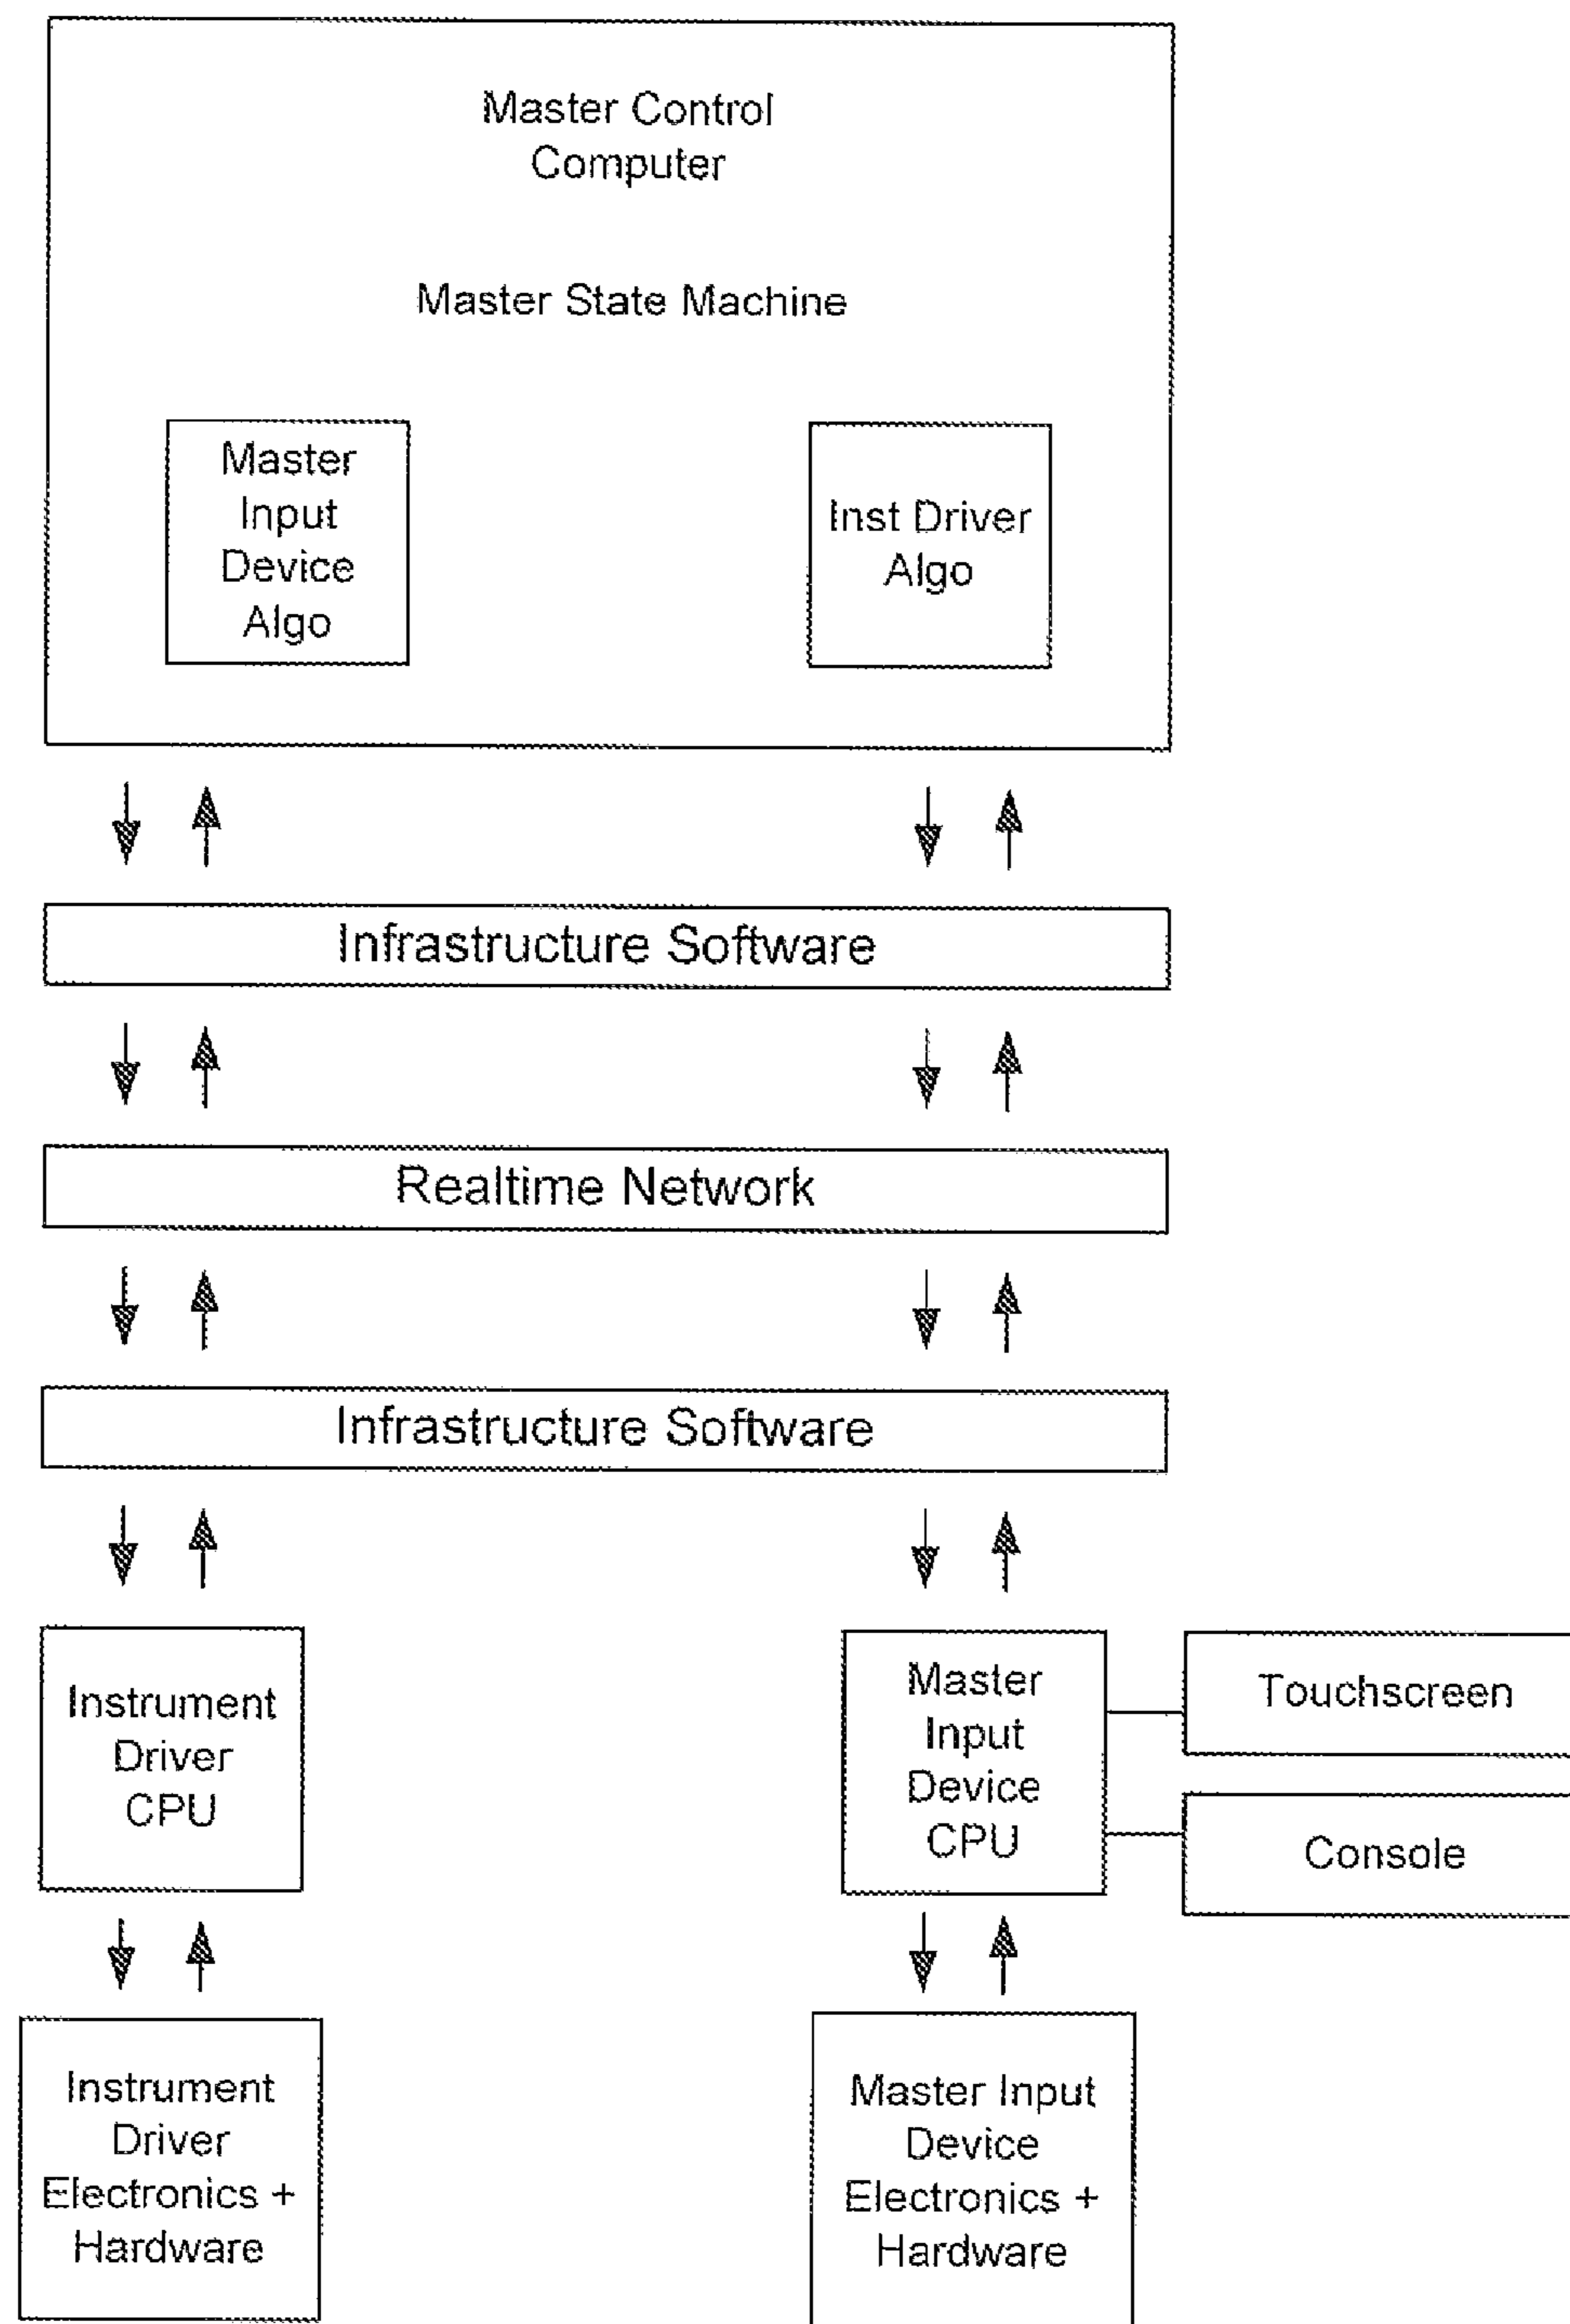 Master Control
Computer
Master State Machine
Master
Input
Device
Algo
Inst Driver
Algo
Infrastructure Software
Realtime Network
Infrastructure Software
Instrument
Driver
CPU
Master
Input
Device
CPU
Touchscreen
Console
Instrument
Driver
Electronics +
Hardware
Master Input
Device
Electronics +
Hardware